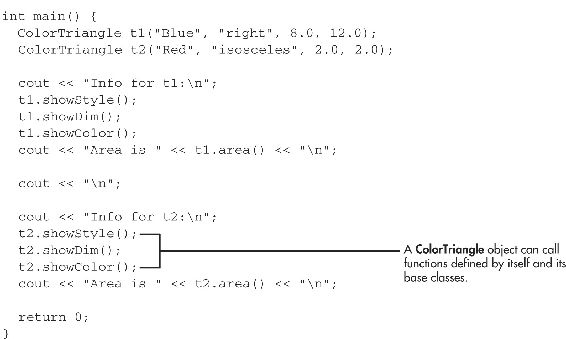 int main() {
  ColorTriangle t1("Blue", "right", 8.0, 12.0);
  ColorTriangle t2("Red", "isosceles", 2.0, 2.0);

  cout << "Info for t1:\n";
  t1.showStyle();
  t1.showDim();
  t1.showColor();
  cout << "Area is " << t1.area() << "\n";

  cout << "\n";

  cout << "Info for t2:\n";
  t2.showStyle();
  t2.showDim();
  t2.showColor();
  cout << "Area is " << t2.area() << "\n";

  return 0;
}
A ColorTriangle object can call
functions defined by itself and its
base classes.